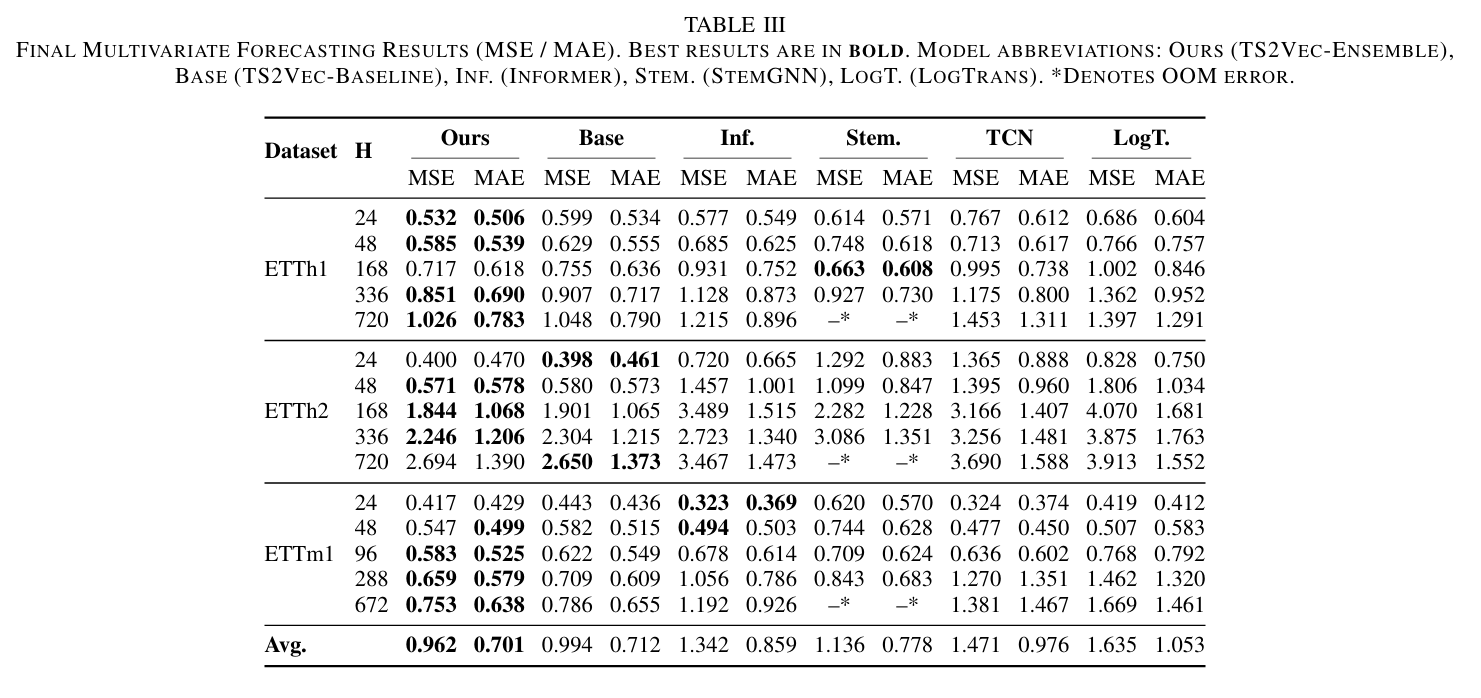 TABLE III
FINAL MULTIVARIATE FORECASTING RESULTS (MSE / MAE). BEST RESULTS ARE IN BOLD. MODEL ABBREVIATIONS: OURS (TS2VEC-ENSEMBLE),
BASE (TS2VEC-BASELINE), INF. (INFORMER), STEM. (STEMGNN), LOGT. (LOGTRANS). *DENOTES OOM ERROR.
Dataset H Ours Base Inf. Stem. TCN LogT.
MSE MAE MSE MAE MSE MAE MSE MAE MSE MAE MSE MAE
24 0.532 0.506 0.599 0.534 0.577 0.549 0.614 0.571 0.767 0.612 0.686 0.604
48 0.585 0.539 0.629 0.555 0.685 0.625 0.748 0.618 0.713 0.617 0.766 0.757
ETTh1 168 0.717 0.618 0.755 0.636 0.931 0.752 0.663 0.608 0.995 0.738 1.002 0.846
336 0.851 0.690 0.907 0.717 1.128 0.873 0.927 0.730 1.175 0.800 1.362 0.952
720 1.026 0.783 1.048 0.790 1.215 0.896 –* –* 1.453 1.311 1.397 1.291
24 0.400 0.470 0.398 0.461 0.720 0.665 1.292 0.883 1.365 0.888 0.828 0.750
48 0.571 0.578 0.580 0.573 1.457 1.001 1.099 0.847 1.395 0.960 1.806 1.034
ETTh2 168 1.844 1.068 1.901 1.065 3.489 1.515 2.282 1.228 3.166 1.407 4.070 1.681
336 2.246 1.206 2.304 1.215 2.723 1.340 3.086 1.351 3.256 1.481 3.875 1.763
720 2.694 1.390 2.650 1.373 3.467 1.473 –* –* 3.690 1.588 3.913 1.552
24 0.417 0.429 0.443 0.436 0.323 0.369 0.620 0.570 0.324 0.374 0.419 0.412
48 0.547 0.499 0.582 0.515 0.494 0.503 0.744 0.628 0.477 0.450 0.507 0.583
ETTm1 96 0.583 0.525 0.622 0.549 0.678 0.614 0.709 0.624 0.636 0.602 0.768 0.792
288 0.659 0.579 0.709 0.609 1.056 0.786 0.843 0.683 1.270 1.351 1.462 1.320
672 0.753 0.638 0.786 0.655 1.192 0.926 –* –* 1.381 1.467 1.669 1.461
Avg. 0.962 0.701 0.994 0.712 1.342 0.859 1.136 0.778 1.471 0.976 1.635 1.053